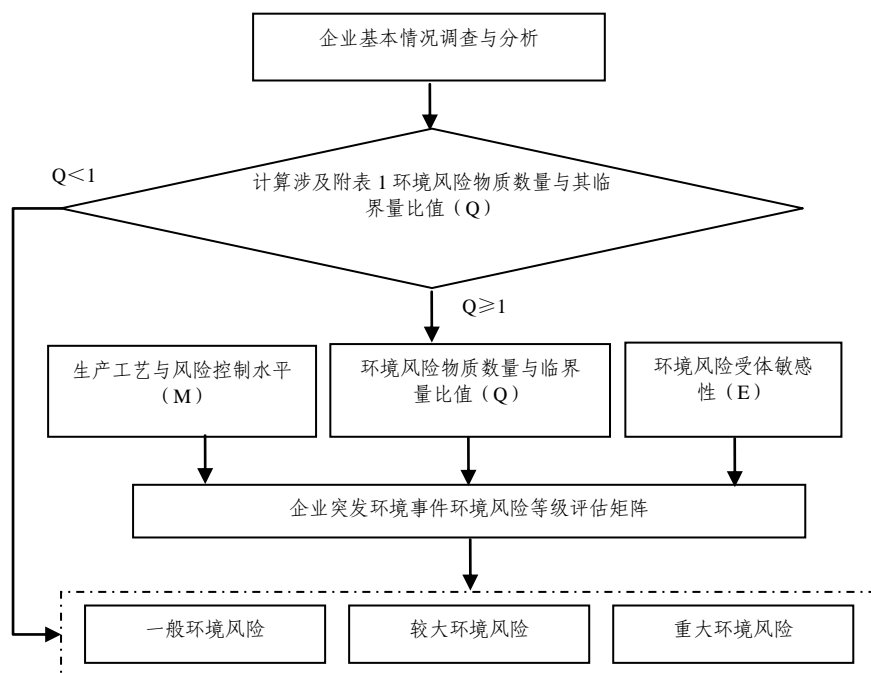 企业基本情况调查与分析
Q＜1
计算涉及附表 1 环境风险物质数量与其临
界量比值（Q）
Q≥1
生产工艺与风险控制水平
（M）
环境风险物质数量与临界
量比值（Q）
环境风险受体敏感
性（E）
企业突发环境事件环境风险等级评估矩阵
一般环境风险
较大环境风险
重大环境风险